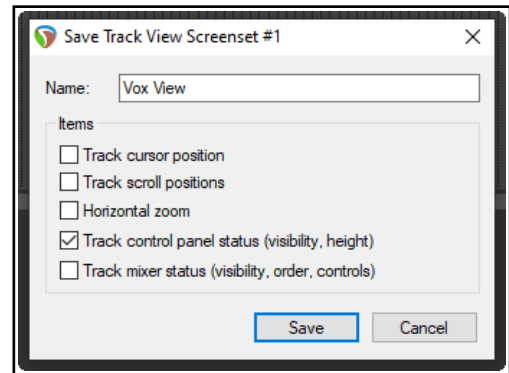 Save Track View Screenset #1
Name: Vox View
Items
Track cursor position
Track scroll positions
Horizontal zoom
Track control panel status (visibility, height)
Track mixer status (visibility, order, controls)
Save Cancel